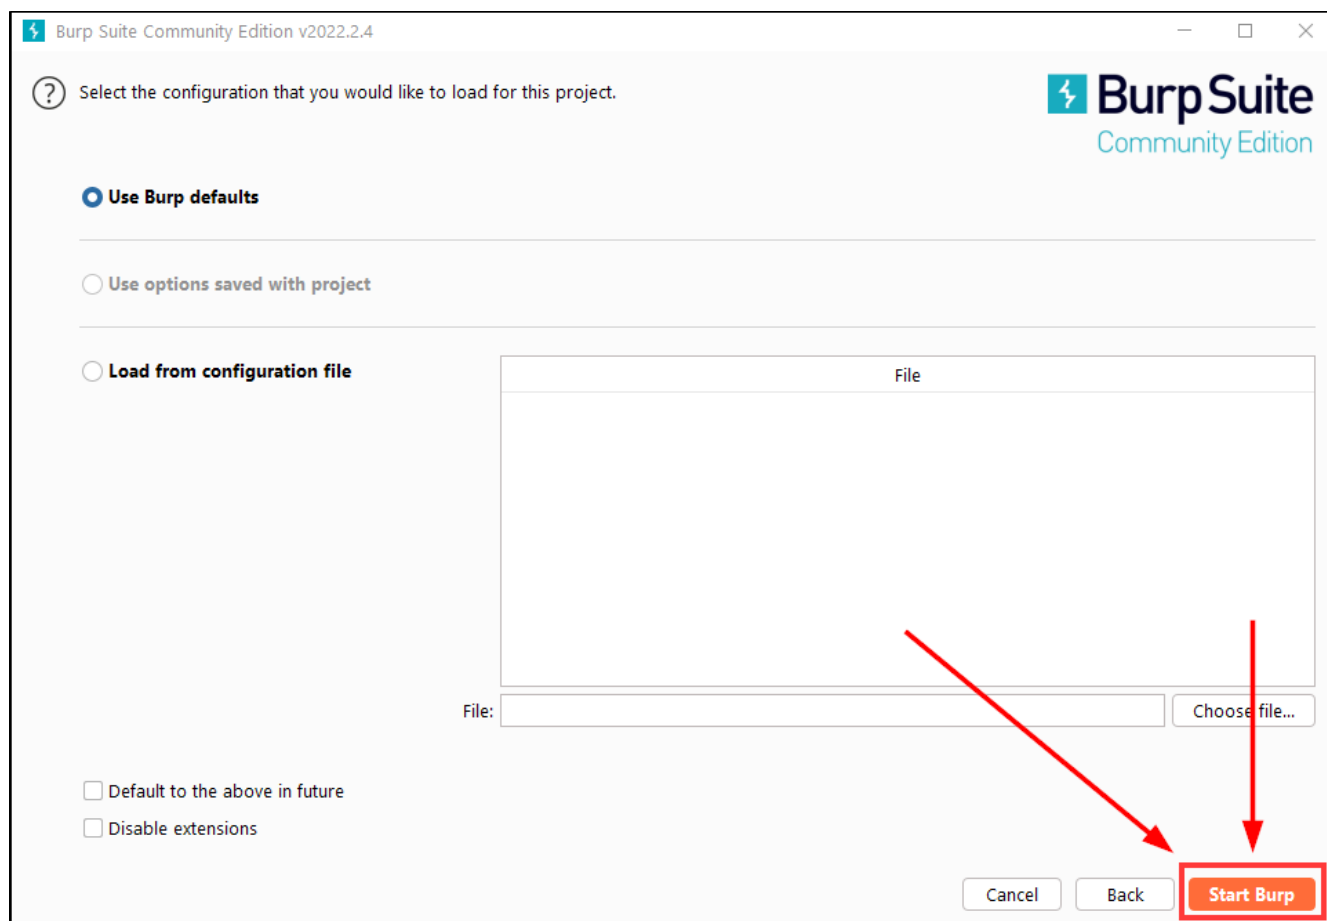 Burp Suite Community Edition v2022.2.4
Select the configuration that you would like to load for this project.
Burp Suite
Community Edition
Use Burp defaults
Use options saved with project
Load from configuration file
File
File:
Choose file...
Default to the above in future
Disable extensions
Cancel
Back
Start Burp